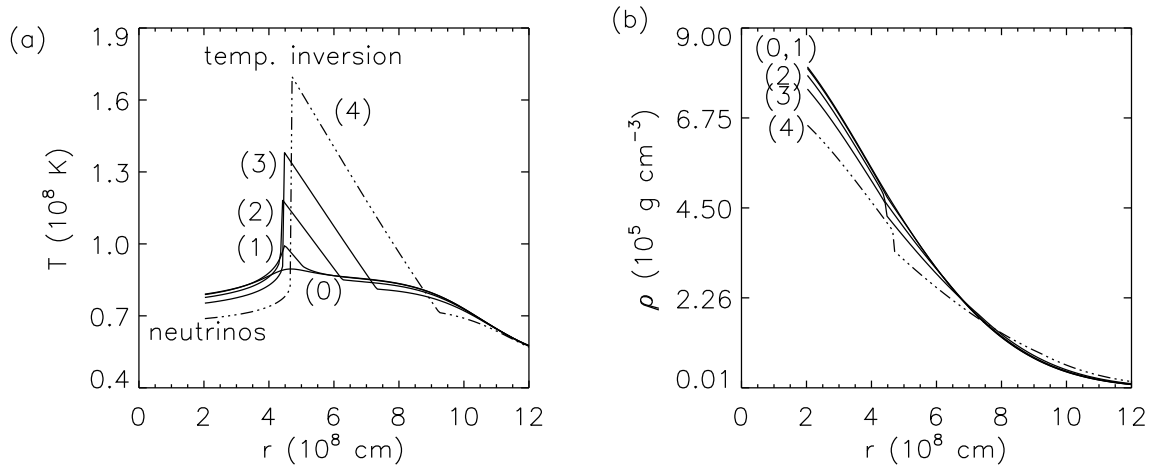 (a)
1.9
1.6
1.3
1.0
0.7
0.4
T (10⁸ K)
temp. inversion
(4)
(3)
(2)
(1)
(0)
neutrinos
0 2 4 6 8 10 12
r (10⁸ cm)
(b)
9.00
6.75
4.50
2.26
0.01
ρ (10⁵ g cm⁻³)
(0,1)
(2)
(3)
(4)
0 2 4 6 8 10 12
r (10⁸ cm)